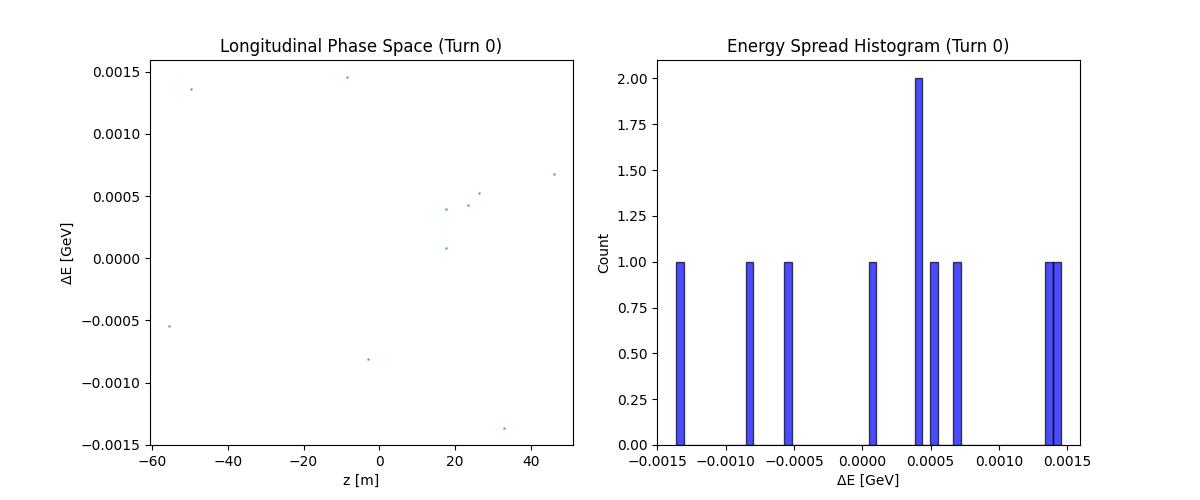 Longitudinal Phase Space (Turn 0)
0.0015
0.0010
0.0005
0.0000
−0.0005
−0.0010
−0.0015
ΔE [GeV]
−60 −40 −20 0 20 40
z [m]
Energy Spread Histogram (Turn 0)
2.00
1.75
1.50
1.25
1.00
0.75
0.50
0.25
0.00
Count
−0.0015 −0.0010 −0.0005 0.0000 0.0005 0.0010 0.0015
ΔE [GeV]